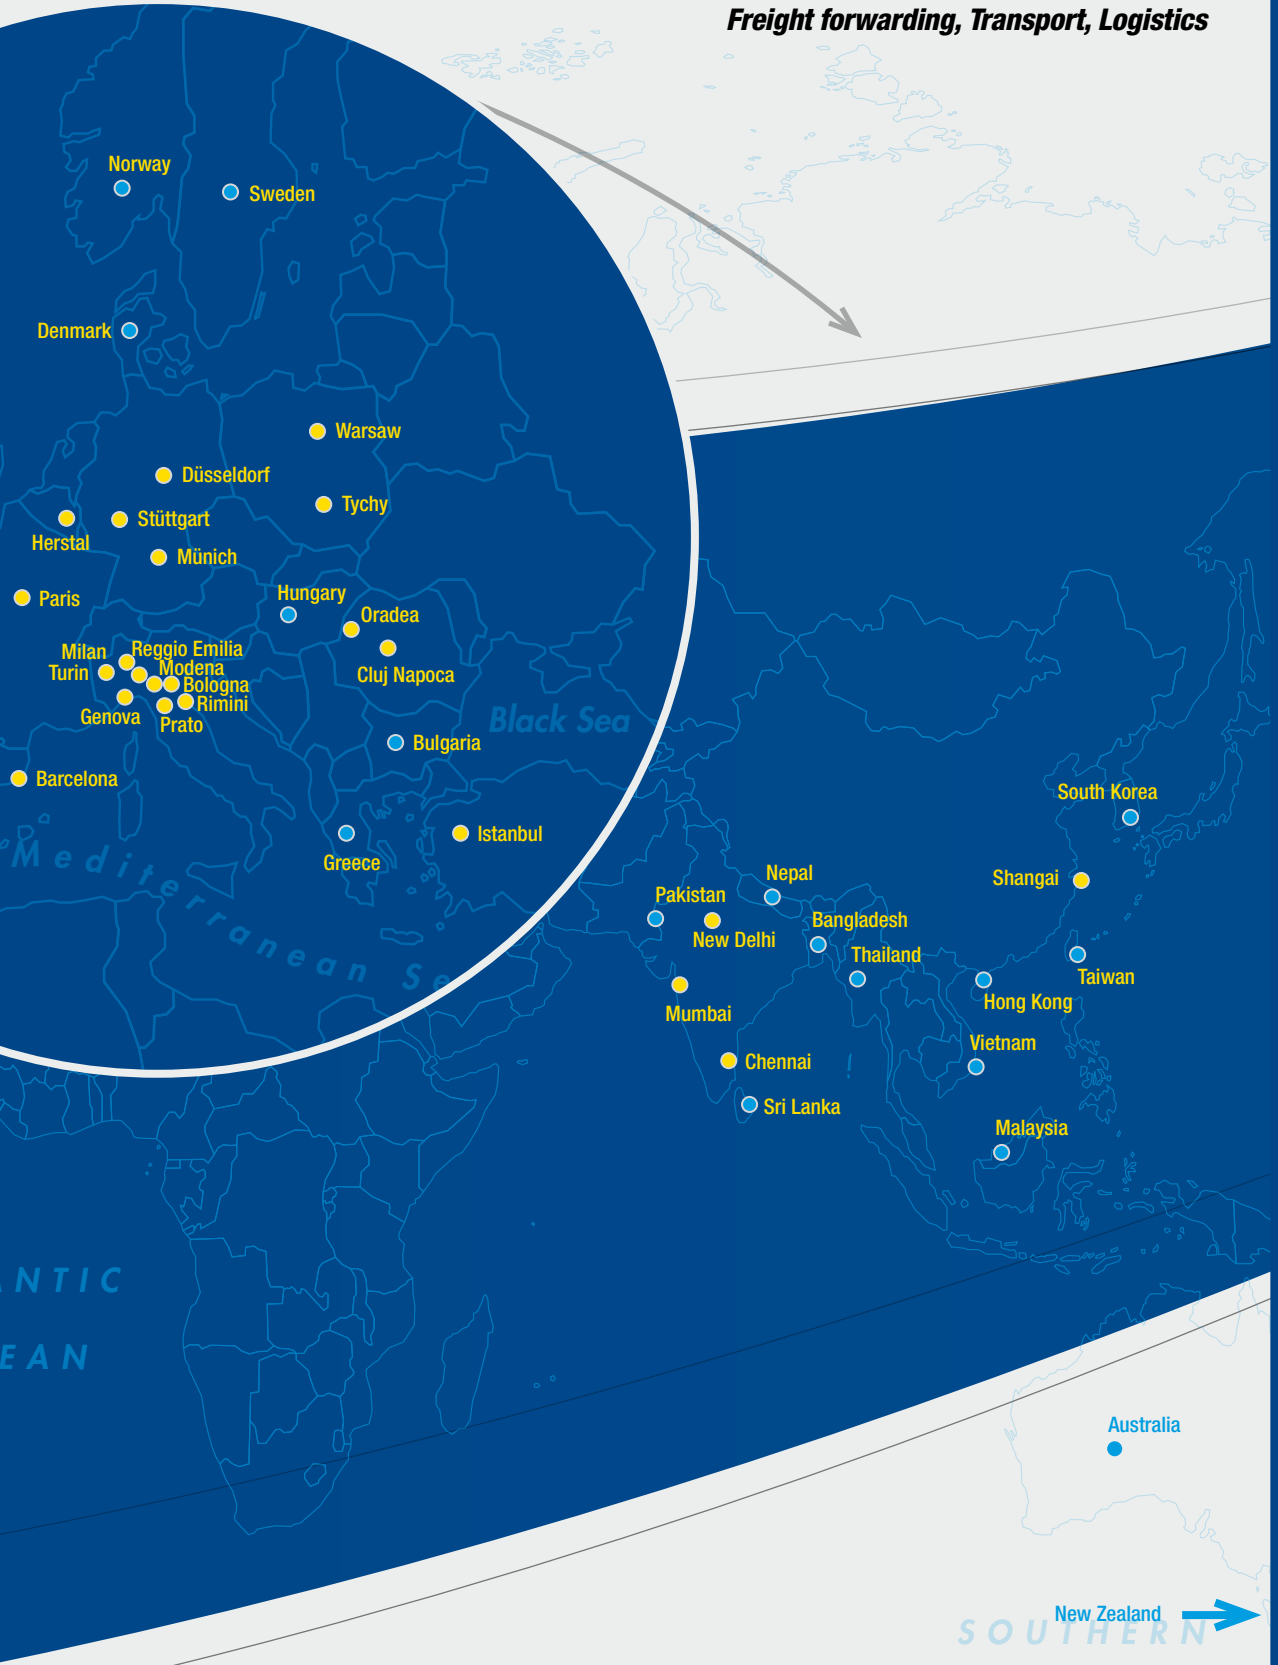 Freight forwarding, Transport, Logistics
Norway
Sweden
Denmark
Warsaw
Düsseldorf
Tychy
Stüttgart
Herstal
Münich
Paris
Hungary
Oradea
Milan
Reggio Emilia
Turin
Modena
Cluj Napoca
Bologna
Rimini
Genova
Prato
Black Sea
Bulgaria
Barcelona
Istanbul
Greece
Mediterranean Se
South Korea
Nepal
Shangai
Pakistan
Bangladesh
New Delhi
Thailand
Taiwan
Hong Kong
Mumbai
Vietnam
Chennai
Sri Lanka
Malaysia
ANTIC
EAN
Australia
New Zealand
SOUTHERN